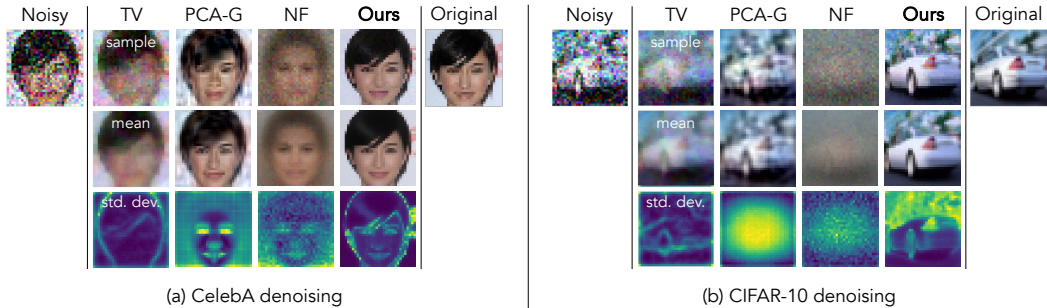 Noisy TV PCA-G NF Ours Original
sample
mean
std. dev.
(a) CelebA denoising
Noisy TV PCA-G NF Ours Original
sample
mean
std. dev.
(b) CIFAR-10 denoising